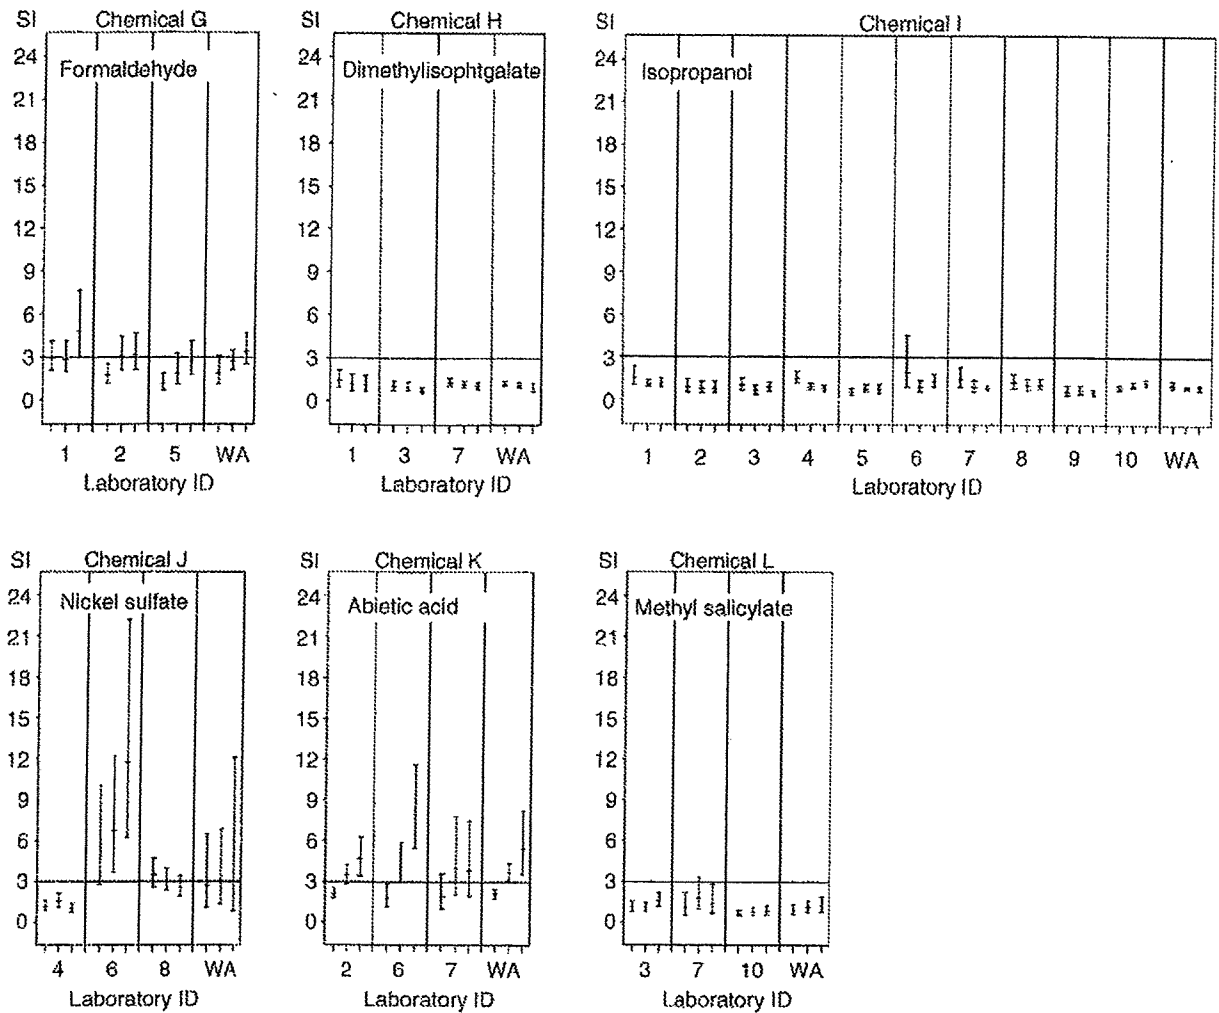 SI Chemical G
Formaldehyde
24
21
18
15
12
9
6
3
0
1 2 5 WA
Laboratory ID
SI Chemical H
Dimethylisophtgalate
24
21
18
15
12
9
6
3
0
1 3 7 WA
Laboratory ID
SI Chemical I
Isopropanol
24
21
18
15
12
9
6
3
0
1 2 3 4 5 6 7 8 9 10 WA
Laboratory ID
SI Chemical J
Nickel sulfate
24
21
18
15
12
9
6
3
0
4 6 8 WA
Laboratory ID
SI Chemical K
Abietic acid
24
21
18
15
12
9
6
3
0
2 6 7 WA
Laboratory ID
SI Chemical L
Methyl salicylate
24
21
18
15
12
9
6
3
0
3 7 10 WA
Laboratory ID